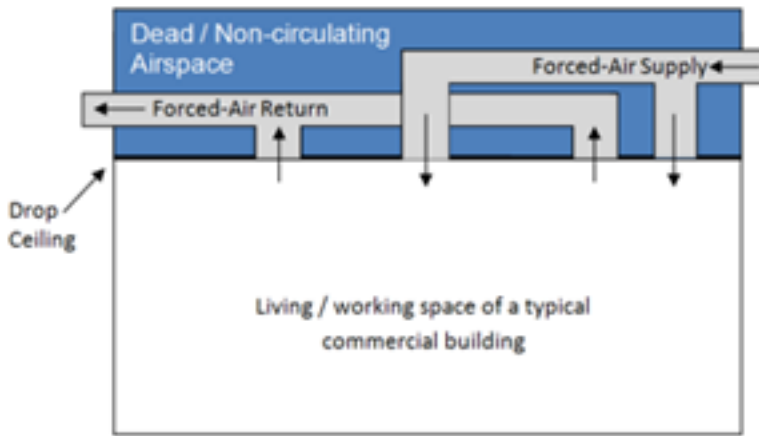 Dead / Non-circulating
Airspace
Forced-Air Supply
Forced-Air Return
Drop
Ceiling
Living / working space of a typical
commercial building